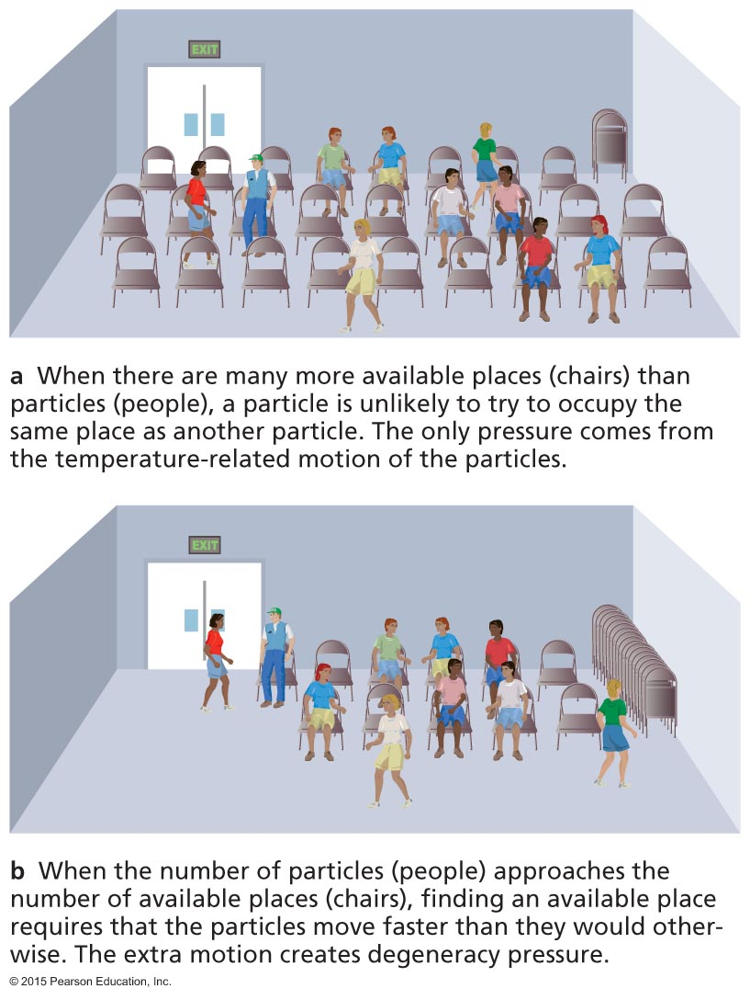 EXIT
a When there are many more available places (chairs) than
particles (people), a particle is unlikely to try to occupy the
same place as another particle. The only pressure comes from
the temperature-related motion of the particles.
EXIT
b When the number of particles (people) approaches the
number of available places (chairs), finding an available place
requires that the particles move faster than they would other-
wise. The extra motion creates degeneracy pressure.
© 2015 Pearson Education, Inc.